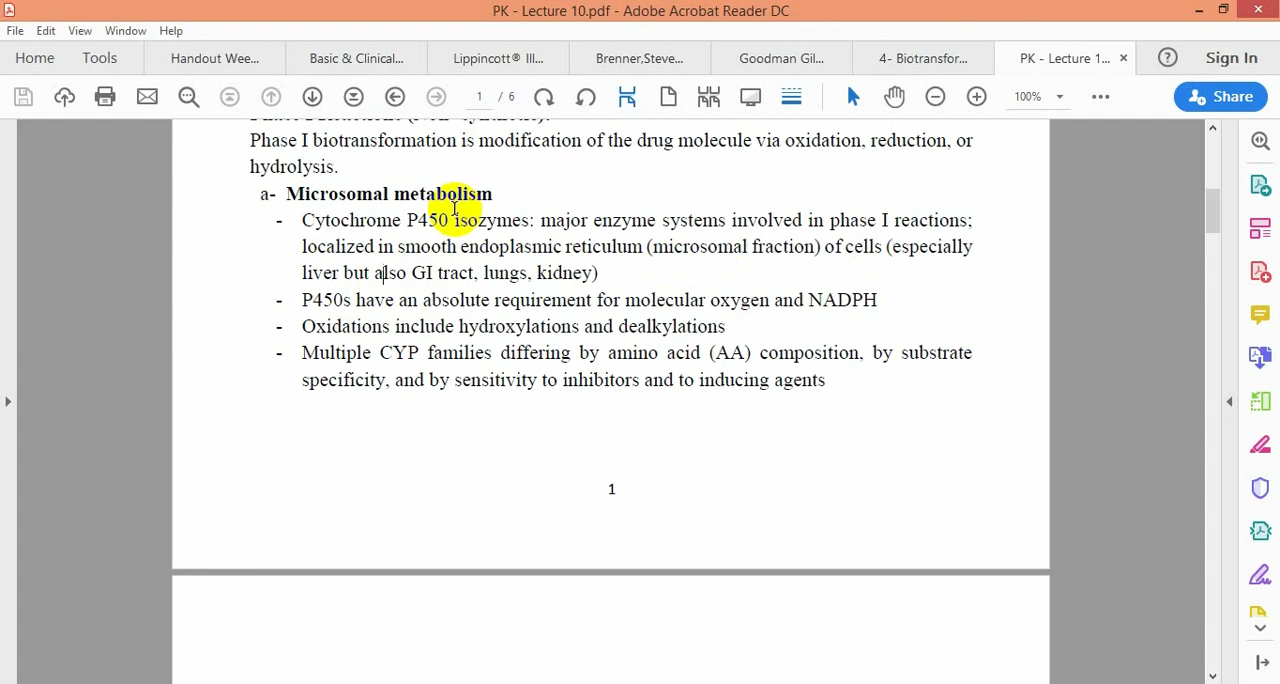 PK - Lecture 10.pdf - Adobe Acrobat Reader DC
File Edit View Window Help
Home Tools Handout Wee... Basic & Clinical... Lippincott® Ill... Brenner,Steve... Goodman Gil... 4- Biotransfor... PK - Lecture 1... × ? Sign In
1 / 6 100% Share
Phase I biotransformation is modification of the drug molecule via oxidation, reduction, or
hydrolysis.
a- Microsomal metabolism
- Cytochrome P450 isozymes: major enzyme systems involved in phase I reactions;
localized in smooth endoplasmic reticulum (microsomal fraction) of cells (especially
liver but also GI tract, lungs, kidney)
- P450s have an absolute requirement for molecular oxygen and NADPH
- Oxidations include hydroxylations and dealkylations
- Multiple CYP families differing by amino acid (AA) composition, by substrate
specificity, and by sensitivity to inhibitors and to inducing agents
1